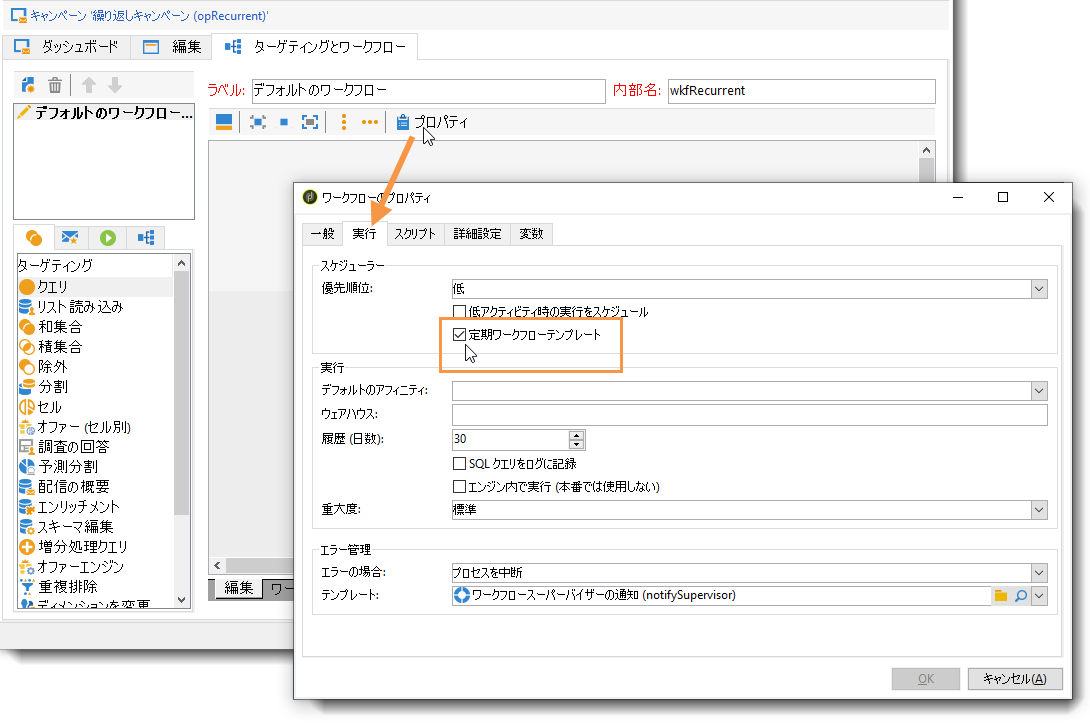 キャンペーン '繰り返しキャンペーン (opRecurrent)'
ダッシュボード 編集 ターゲティングとワークフロー
ラベル: デフォルトのワークフロー 内部名: wkfRecurrent
デフォルトのワークフロー...
プロパティ
ターゲティング
クエリ
リスト読み込み
和集合
積集合
除外
分割
セル
オファー (セル別)
調査の回答
予測分割
配信の概要
エンリッチメント
スキーマ編集
増分処理クエリ
オファーエンジン
重複排除
ディメンションを変更
編集 ワー
ワークフローのプロパティ
一般 実行 スクリプト 詳細設定 変数
スケジューラー
優先順位: 低
低アクティビティ時の実行をスケジュール
定期ワークフローテンプレート
実行
デフォルトのアフィニティ:
ウェアハウス:
履歴 (日数): 30
SQL クエリをログに記録
エンジン内で実行 (本番では使用しない)
重大度: 標準
エラー管理
エラーの場合: プロセスを中断
テンプレート: ワークフロースーパーバイザーの通知 (notifySupervisor)
OK キャンセル(A)